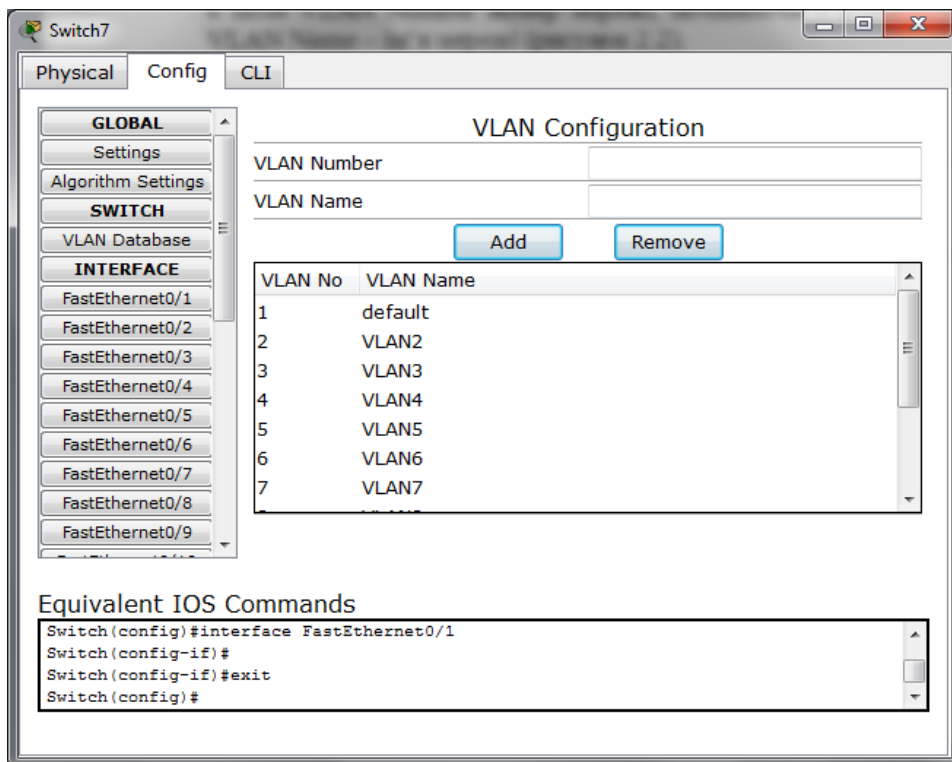 Switch7
VLAN Name –
Physical Config CLI
GLOBAL
Settings
Algorithm Settings
SWITCH
VLAN Database
INTERFACE
FastEthernet0/1
FastEthernet0/2
FastEthernet0/3
FastEthernet0/4
FastEthernet0/5
FastEthernet0/6
FastEthernet0/7
FastEthernet0/8
FastEthernet0/9
VLAN Configuration
VLAN Number
VLAN Name
Add Remove
VLAN No VLAN Name
1 default
2 VLAN2
3 VLAN3
4 VLAN4
5 VLAN5
6 VLAN6
7 VLAN7
Equivalent IOS Commands
Switch(config)#interface FastEthernet0/1
Switch(config-if)#
Switch(config-if)#exit
Switch(config)#